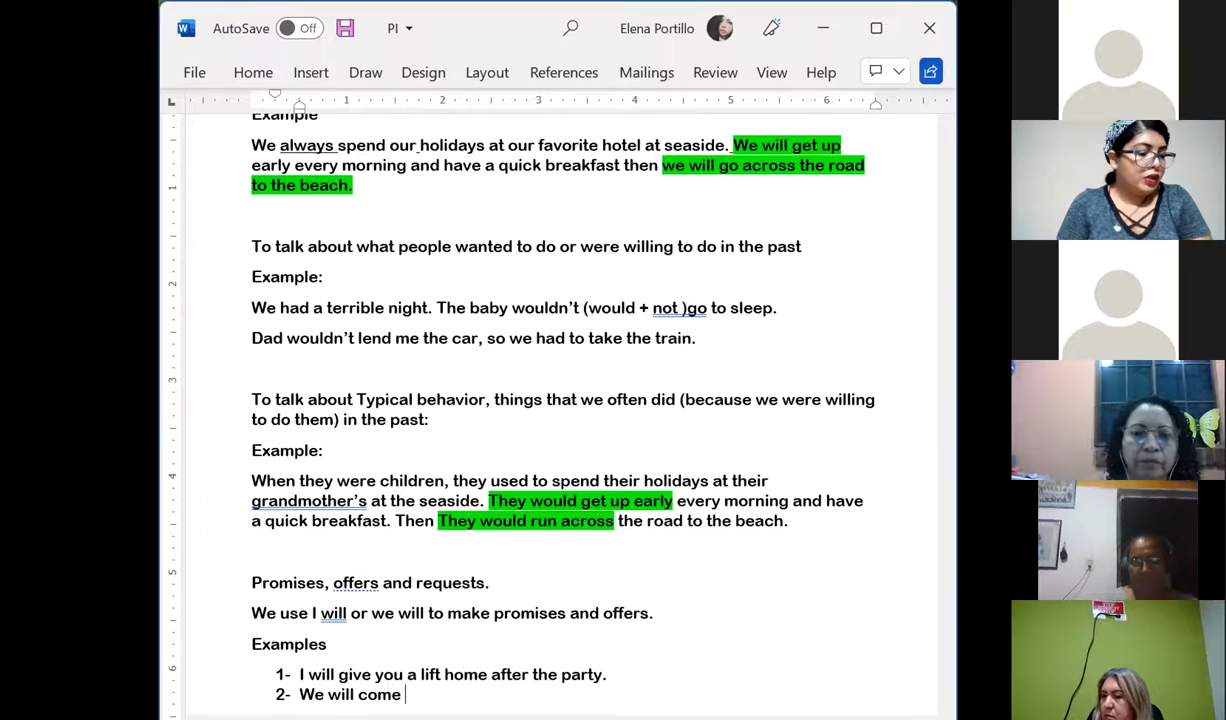 AutoSave Off PI Elena Portillo
File Home Insert Draw Design Layout References Mailings Review View Help
1 2 3 4 5 6
Example
We always spend our holidays at our favorite hotel at seaside. We will get up
early every morning and have a quick breakfast then we will go across the road
to the beach.
To talk about what people wanted to do or were willing to do in the past
Example:
We had a terrible night. The baby wouldn't (would + not )go to sleep.
Dad wouldn't lend me the car, so we had to take the train.
To talk about Typical behavior, things that we often did (because we were willing
to do them) in the past:
Example:
When they were children, they used to spend their holidays at their
grandmother's at the seaside. They would get up early every morning and have
a quick breakfast. Then They would run across the road to the beach.
Promises, offers and requests.
We use I will or we will to make promises and offers.
Examples
1- I will give you a lift home after the party.
2- We will come